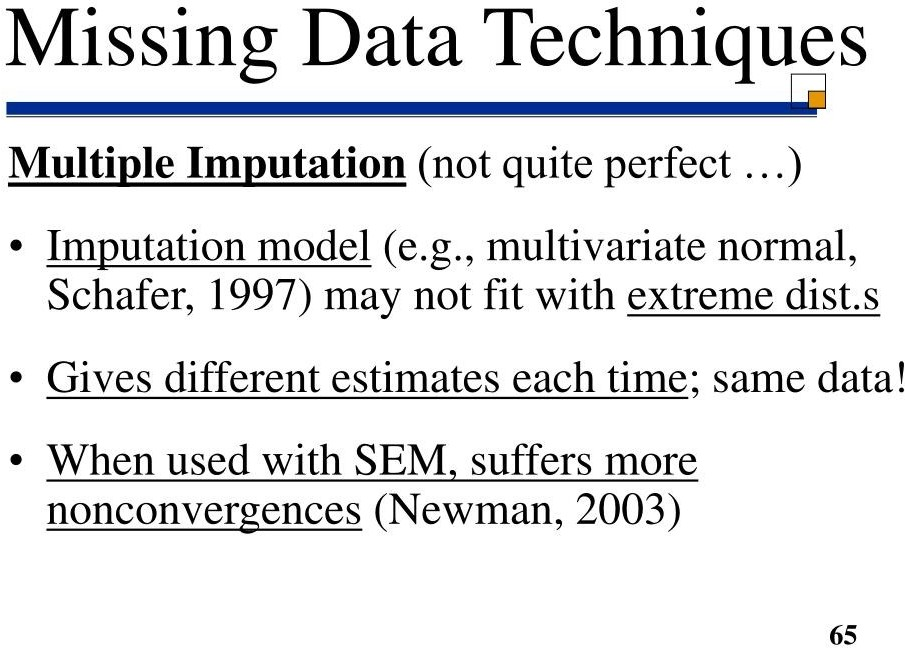 Missing Data Techniques
Multiple Imputation (not quite perfect …)
• Imputation model (e.g., multivariate normal,
Schafer, 1997) may not fit with extreme dist.s
• Gives different estimates each time; same data!
• When used with SEM, suffers more
nonconvergences (Newman, 2003)
65